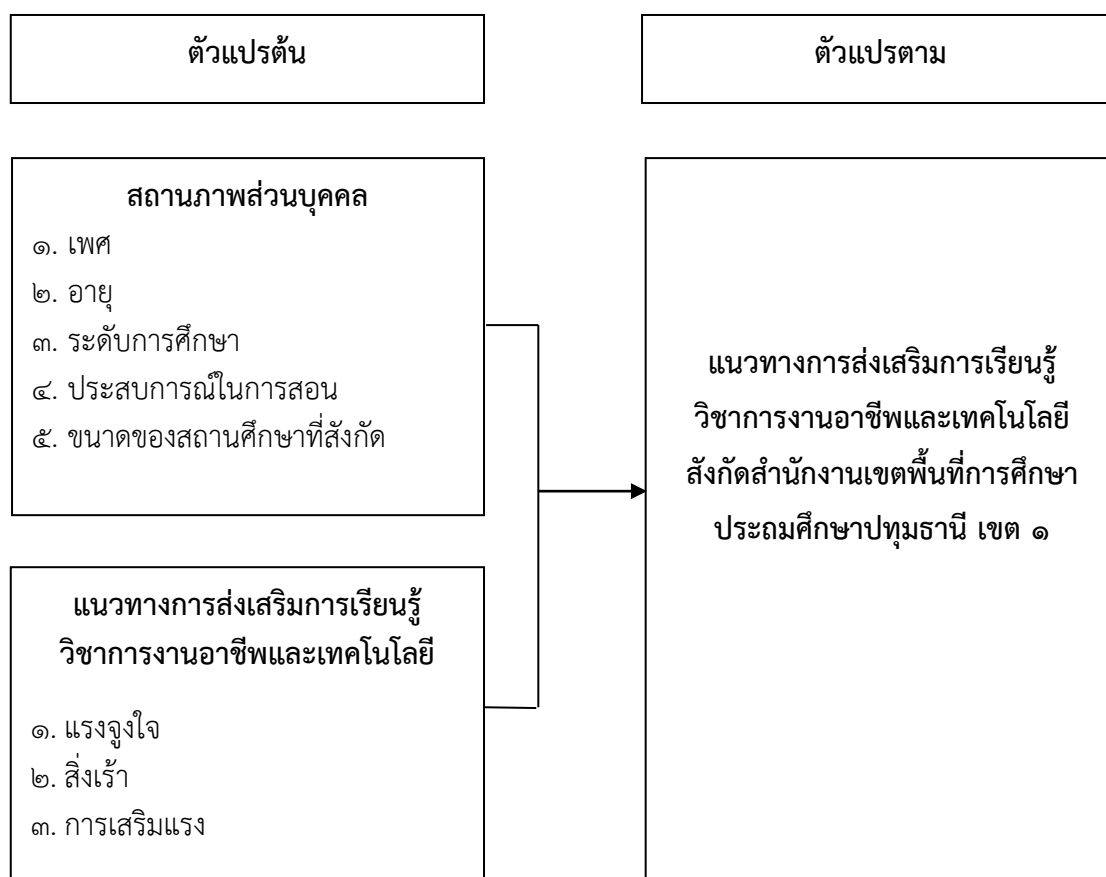 ตัวแปรต้น
ตัวแปรตาม
สถานภาพส่วนบุคคล
๑. เพศ
๒. อายุ
๓. ระดับการศึกษา
๔. ประสบการณ์ในการสอน
๕. ขนาดของสถานศึกษาที่สังกัด
แนวทางการส่งเสริมการเรียนรู้
วิชาการงานอาชีพและเทคโนโลยี
๑. แรงจูงใจ
๒. สิ่งเร้า
๓. การเสริมแรง
แนวทางการส่งเสริมการเรียนรู้
วิชาการงานอาชีพและเทคโนโลยี
สังกัดสำนักงานเขตพื้นที่การศึกษา
ประถมศึกษาปทุมธานี เขต ๑